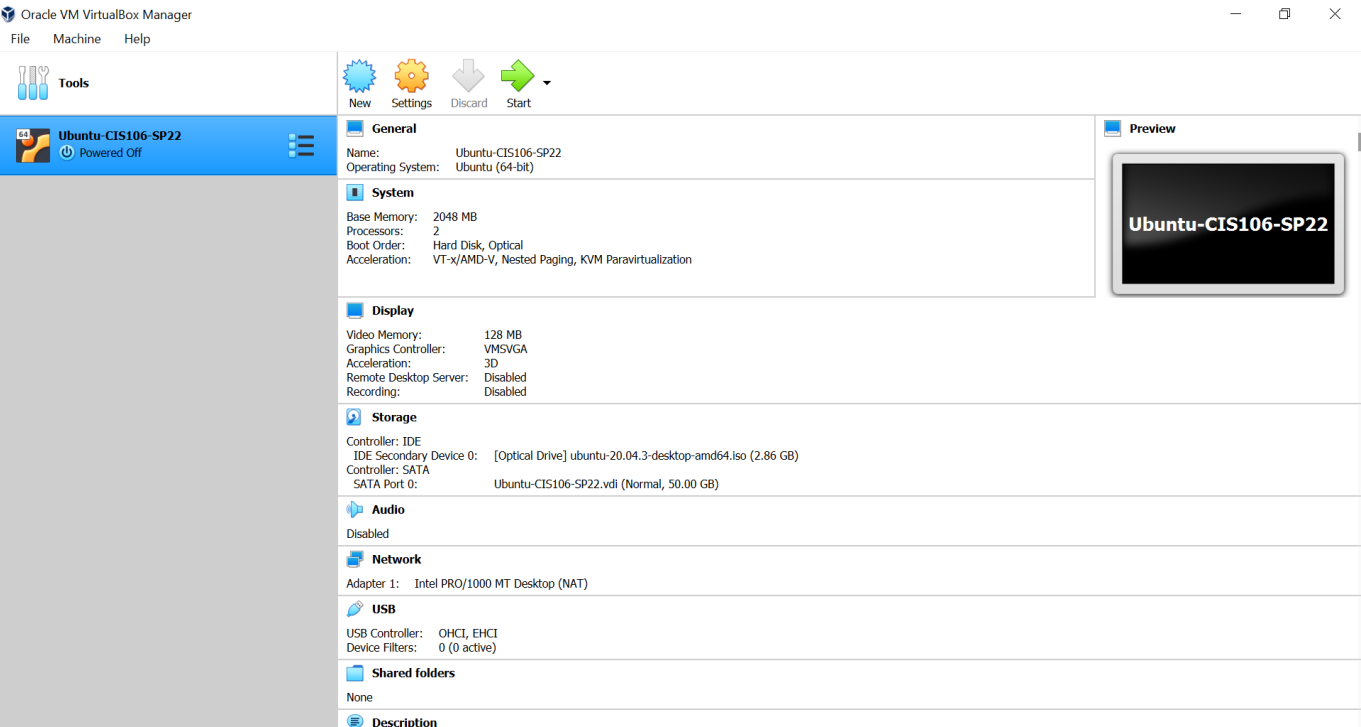 Oracle VM VirtualBox Manager
File Machine Help
Tools
New Settings Discard Start
64
Ubuntu-CIS106-SP22
Powered Off
General
Name: Ubuntu-CIS106-SP22
Operating System: Ubuntu (64-bit)
System
Base Memory: 2048 MB
Processors: 2
Boot Order: Hard Disk, Optical
Acceleration: VT-x/AMD-V, Nested Paging, KVM Paravirtualization
Preview
Ubuntu-CIS106-SP22
Display
Video Memory: 128 MB
Graphics Controller: VMSVGA
Acceleration: 3D
Remote Desktop Server: Disabled
Recording: Disabled
Storage
Controller: IDE
IDE Secondary Device 0: [Optical Drive] ubuntu-20.04.3-desktop-amd64.iso (2.86 GB)
Controller: SATA
SATA Port 0: Ubuntu-CIS106-SP22.vdi (Normal, 50.00 GB)
Audio
Disabled
Network
Adapter 1: Intel PRO/1000 MT Desktop (NAT)
USB
USB Controller: OHCI, EHCI
Device Filters: 0 (0 active)
Shared folders
None
Description